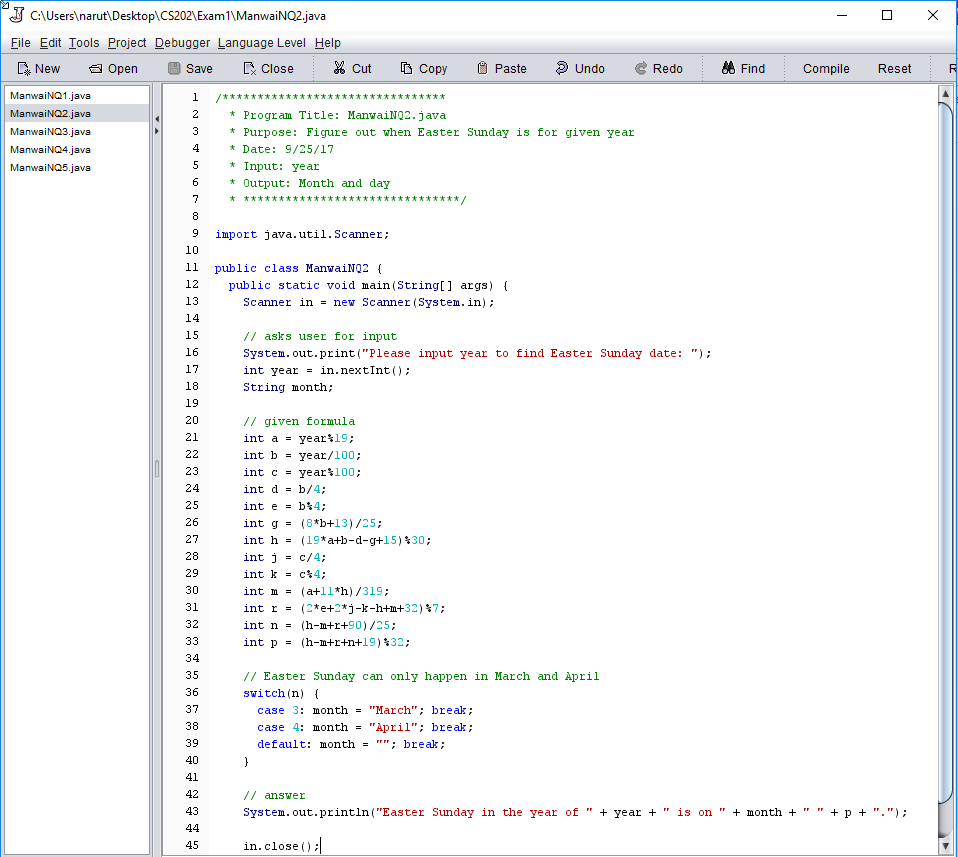 C:\Users\narut\Desktop\CS202\Exam1\ManwaiNQ2.java
File Edit Tools Project Debugger Language Level Help
New Open Save Close Cut Copy Paste Undo Redo Find Compile Reset R
ManwaiNQ1.java
ManwaiNQ2.java
ManwaiNQ3.java
ManwaiNQ4.java
ManwaiNQ5.java
1 /********************************
2 * Program Title: ManwaiNQ2.java
3 * Purpose: Figure out when Easter Sunday is for given year
4 * Date: 9/25/17
5 * Input: year
6 * Output: Month and day
7 * *******************************/
8
9 import java.util.Scanner;
10
11 public class ManwaiNQ2 {
12 public static void main(String[] args) {
13 Scanner in = new Scanner(System.in);
14
15 // asks user for input
16 System.out.print("Please input year to find Easter Sunday date: ");
17 int year = in.nextInt();
18 String month;
19
20 // given formula
21 int a = year%19;
22 int b = year/100;
23 int c = year%100;
24 int d = b/4;
25 int e = b%4;
26 int g = (8*b+13)/25;
27 int h = (19*a+b-d-g+15)%30;
28 int j = c/4;
29 int k = c%4;
30 int m = (a+11*h)/319;
31 int r = (2*e+2*j-k-h+m+32)%7;
32 int n = (h-m+r+90)/25;
33 int p = (h-m+r+n+19)%32;
34
35 // Easter Sunday can only happen in March and April
36 switch(n) {
37 case 3: month = "March"; break;
38 case 4: month = "April"; break;
39 default: month = ""; break;
40 }
41
42 // answer
43 System.out.println("Easter Sunday in the year of " + year + " is on " + month + " " + p + ".");
44
45 in.close();